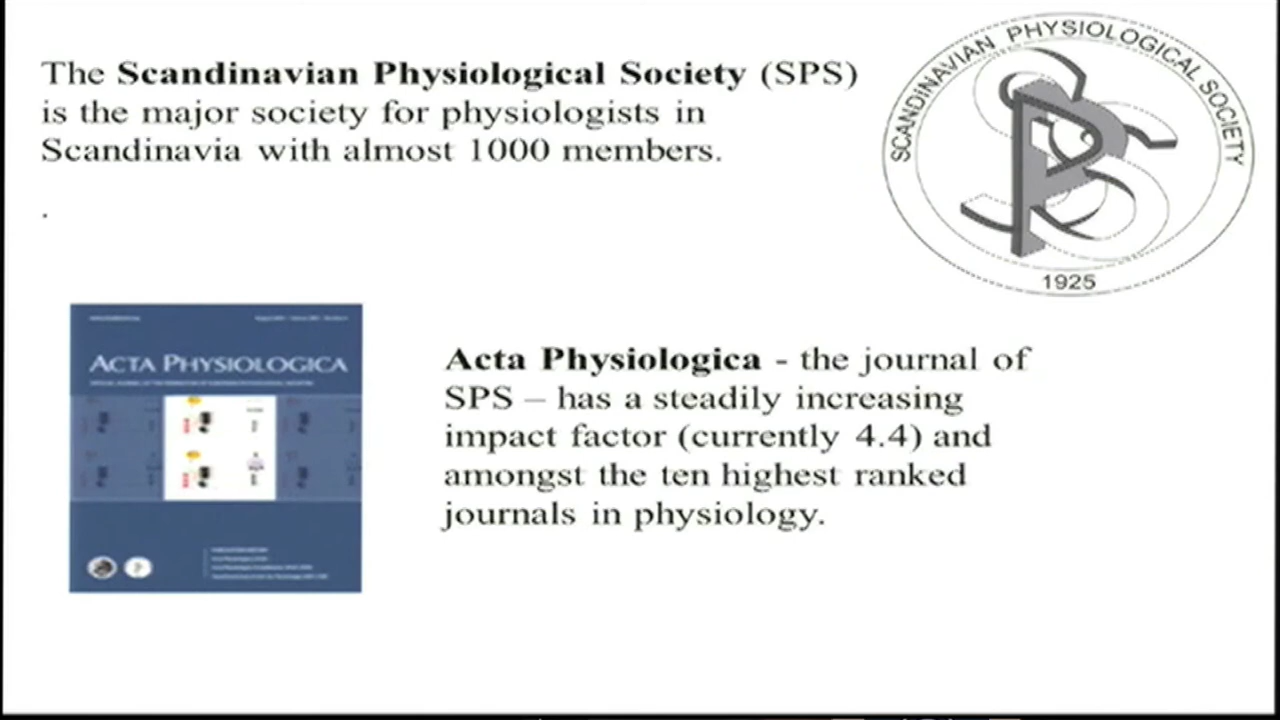 The Scandinavian Physiological Society (SPS)
is the major society for physiologists in
Scandinavia with almost 1000 members.
.
SCANDINAVIAN PHYSIOLOGICAL SOCIETY
SPS
1925
ACTA PHYSIOLOGICA
Acta Physiologica - the journal of
SPS – has a steadily increasing
impact factor (currently 4.4) and
amongst the ten highest ranked
journals in physiology.